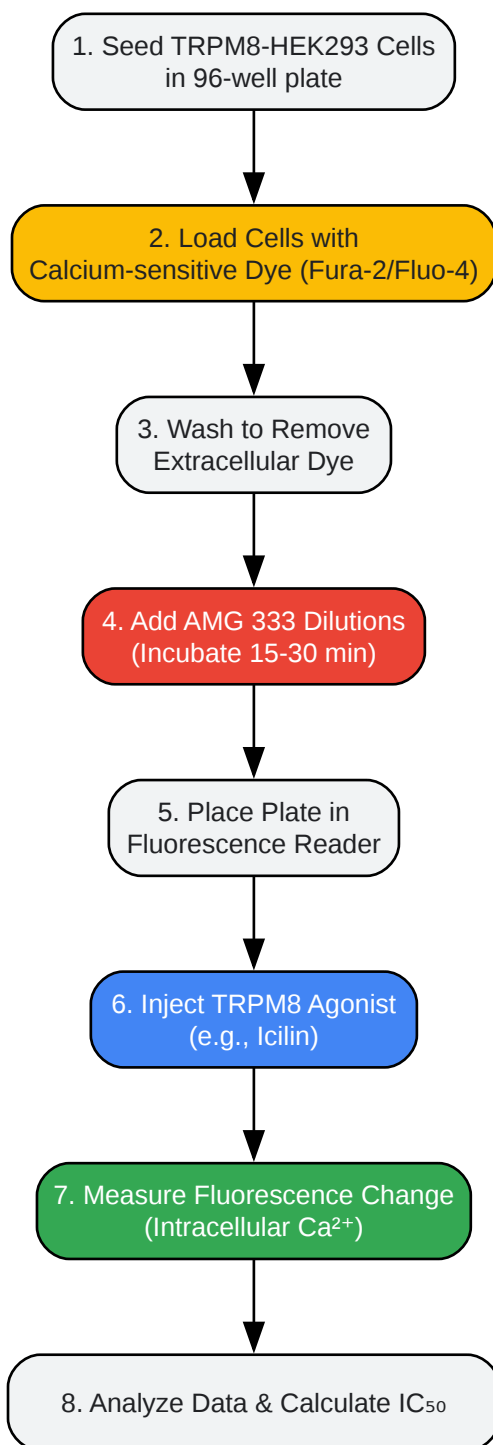 1. Seed TRPM8-HEK293 Cells
in 96-well plate
2. Load Cells with
Calcium-sensitive Dye (Fura-2/Fluo-4)
3. Wash to Remove
Extracellular Dye
4. Add AMG 333 Dilutions
(Incubate 15-30 min)
5. Place Plate in
Fluorescence Reader
6. Inject TRPM8 Agonist
(e.g., Icilin)
7. Measure Fluorescence Change
(Intracellular Ca²⁺)
8. Analyze Data & Calculate IC₅₀